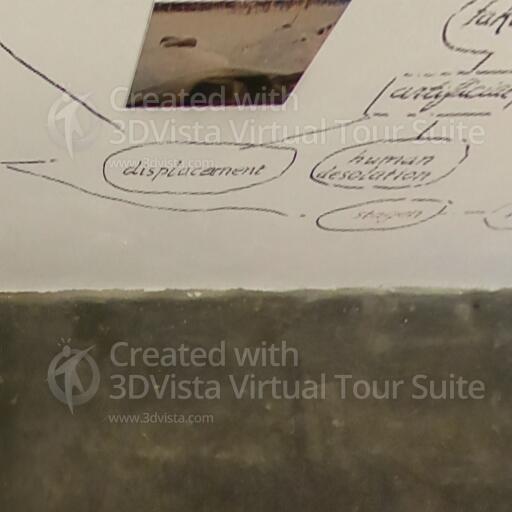 Created with
3DVista Virtual Tour Suite
www.3dvista.com
displacement
human
desolation
Created with
3DVista Virtual Tour Suite
www.3dvista.com